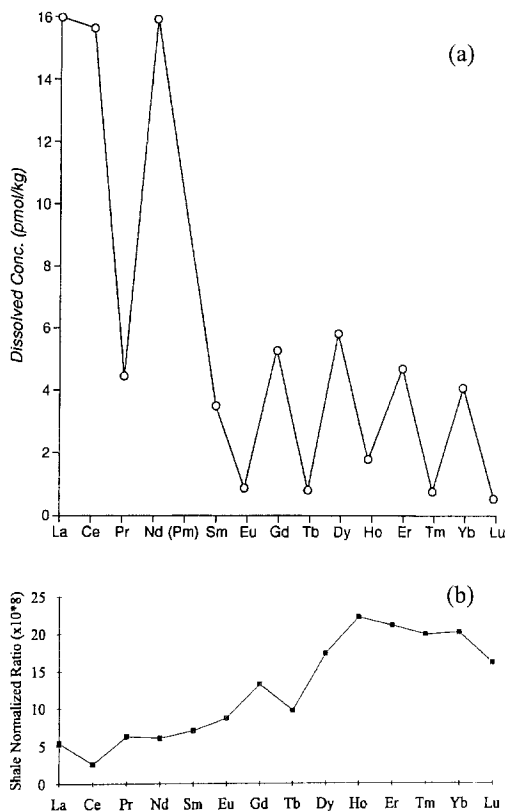 (a)
16
14
12
10
8
6
4
2
0
Dissolved Conc. (pmol/kg)
La Ce Pr Nd (Pm) Sm Eu Gd Tb Dy Ho Er Tm Yb Lu
(b)
25
20
15
10
5
0
Shale Normalized Ratio (x10*8)
La Ce Pr Nd Sm Eu Gd Tb Dy Ho Er Tm Yb Lu